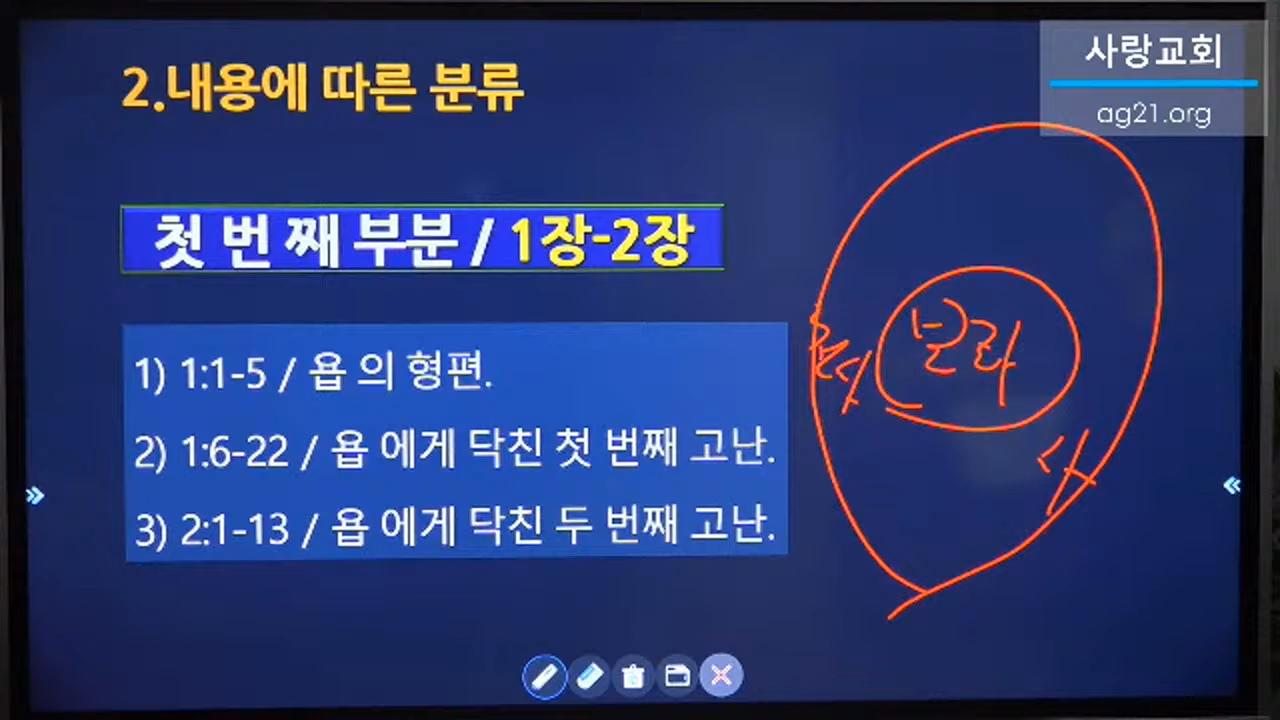 사랑교회
ag21.org
2.내용에 따른 분류
첫 번 째 부분 / 1장-2장
1) 1:1-5 / 욥 의 형편.
2) 1:6-22 / 욥 에게 닥친 첫 번째 고난.
3) 2:1-13 / 욥 에게 닥친 두 번째 고난.